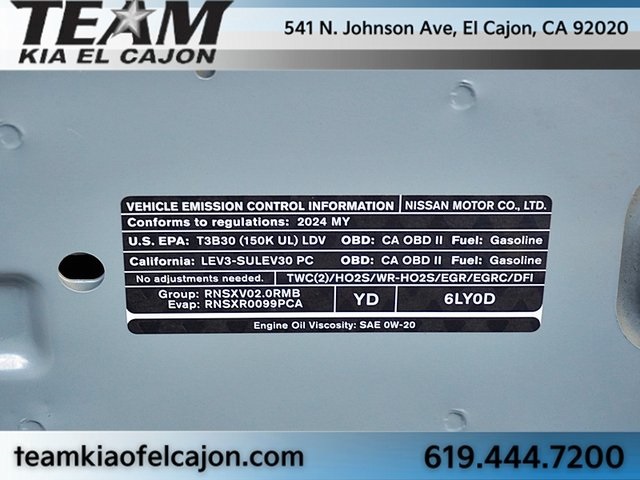 TEAM
KIA EL CAJON
541 N. Johnson Ave, El Cajon, CA 92020
VEHICLE EMISSION CONTROL INFORMATION NISSAN MOTOR CO., LTD.
Conforms to regulations: 2024 MY
U.S. EPA: T3B30 (150K UL) LDV OBD: CA OBD II Fuel: Gasoline
California: LEV3-SULEV30 PC OBD: CA OBD II Fuel: Gasoline
No adjustments needed. TWC(2)/HO2S/WR-HO2S/EGR/EGRC/DFI
Group: RNSXV02.0RMB
Evap: RNSXR0099PCA
YD
6LY0D
Engine Oil Viscosity: SAE 0W-20
teamkiaofelcajon.com
619.444.7200